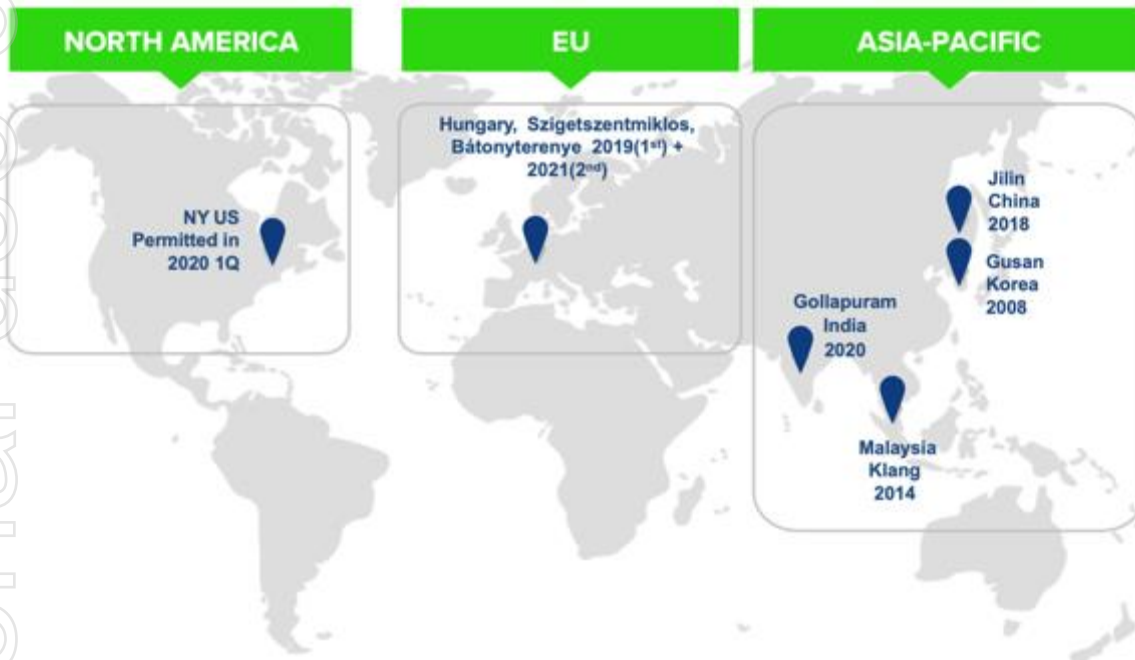 NORTH AMERICA
EU
ASIA-PACIFIC
NY US
Permitted in
2020 1Q
Hungary, Szigetszentmiklos,
Bátonyterenye 2019(1st) +
2021(2nd)
Jilin
China
2018
Gusan
Korea
2008
Gollapuram
India
2020
Malaysia
Klang
2014